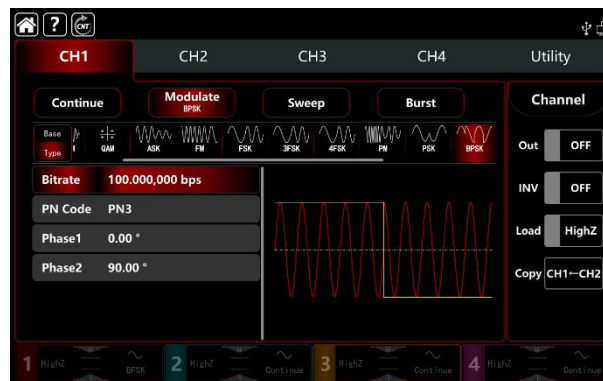 ? CNT
CH1 CH2 CH3 CH4 Utility
Continue Modulate Sweep Burst Channel
BPSK
Base
Type QAM ASK FM FSK 3FSK 4FSK PM PSK BPSK
Out OFF
Bitrate 100.000,000 bps
INV OFF
PN Code PN3
Phase1 0.00 °
Load HighZ
Phase2 90.00 °
Copy CH1←CH2
1 HighZ BPSK 2 HighZ Continue 3 HighZ Continue 4 HighZ Continue